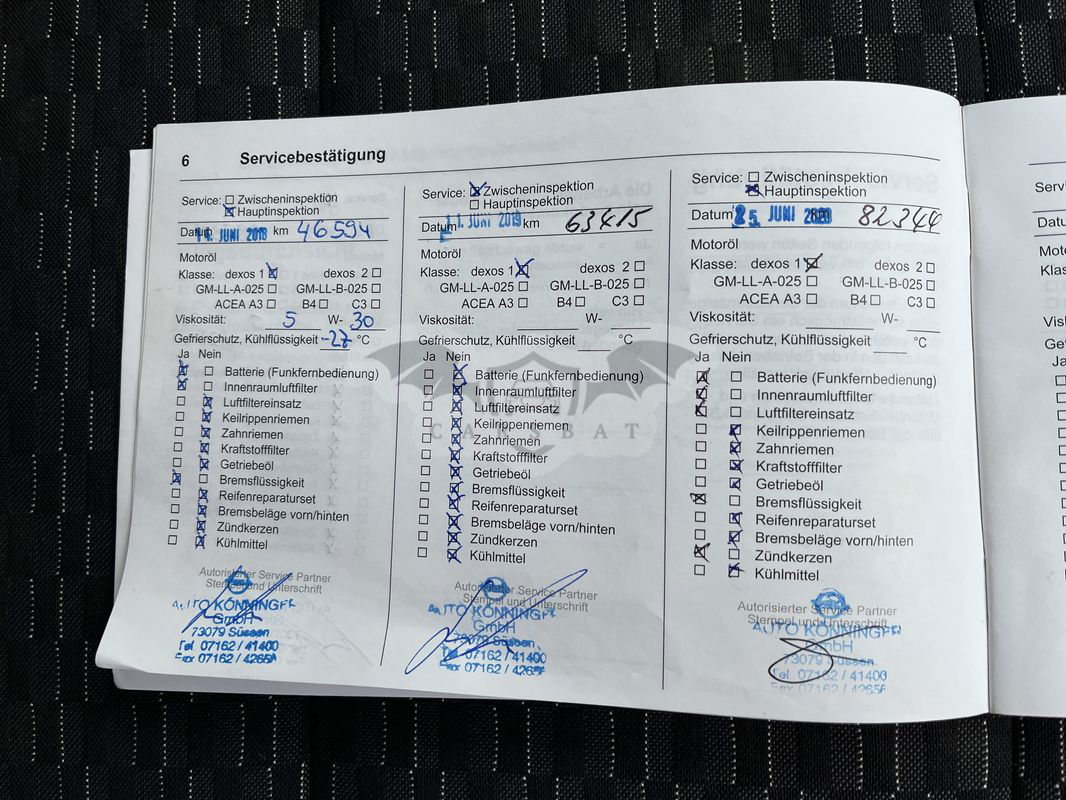 6 Servicebestätigung
Service: Zwischeninspektion
Hauptinspektion
Datum 14. JUNI 2018 km 46594
Motoröl
Klasse: dexos 1 dexos 2
GM-LL-A-025 GM-LL-B-025
ACEA A3 B4 C3
Viskosität: 5 W- 30
Gefrierschutz, Kühlflüssigkeit -27 °C
Ja Nein
Batterie (Funkfernbedienung)
Innenraumluftfilter
Luftfiltereinsatz
Keilrippenriemen
Zahnriemen
Kraftstofffilter
Getriebeöl
Bremsflüssigkeit
Reifenreparaturset
Bremsbeläge vorn/hinten
Zündkerzen
Kühlmittel
Autorisierter Service Partner
Stempel und Unterschrift
AUTO KÖNNINGER
GmbH
73079 Süssen
Tel 07162 / 41400
Fax 07162 / 42656
Service: Zwischeninspektion
Hauptinspektion
Datum 11. JUNI 2019 km 63415
Motoröl
Klasse: dexos 1 dexos 2
GM-LL-A-025 GM-LL-B-025
ACEA A3 B4 C3
Viskosität: W-
Gefrierschutz, Kühlflüssigkeit °C
Ja Nein
Batterie (Funkfernbedienung)
Innenraumluftfilter
Luftfiltereinsatz
Keilrippenriemen
Zahnriemen
Kraftstofffilter
Getriebeöl
Bremsflüssigkeit
Reifenreparaturset
Bremsbeläge vorn/hinten
Zündkerzen
Kühlmittel
Autorisierter Service Partner
Stempel und Unterschrift
AUTO KÖNNINGER
GmbH
73079 Süssen
Tel 07162 / 41400
Fax 07162 / 42656
Service: Zwischeninspektion
Hauptinspektion
Datum 25. JUNI 2020 km 82344
Motoröl
Klasse: dexos 1 dexos 2
GM-LL-A-025 GM-LL-B-025
ACEA A3 B4 C3
Viskosität: W-
Gefrierschutz, Kühlflüssigkeit °C
Ja Nein
Batterie (Funkfernbedienung)
Innenraumluftfilter
Luftfiltereinsatz
Keilrippenriemen
Zahnriemen
Kraftstofffilter
Getriebeöl
Bremsflüssigkeit
Reifenreparaturset
Bremsbeläge vorn/hinten
Zündkerzen
Kühlmittel
Autorisierter Service Partner
Stempel und Unterschrift
AUTO KÖNNINGER
GmbH
73079 Süssen
Tel 07162 / 41400
Fax 07162 / 42656
CARSBAT